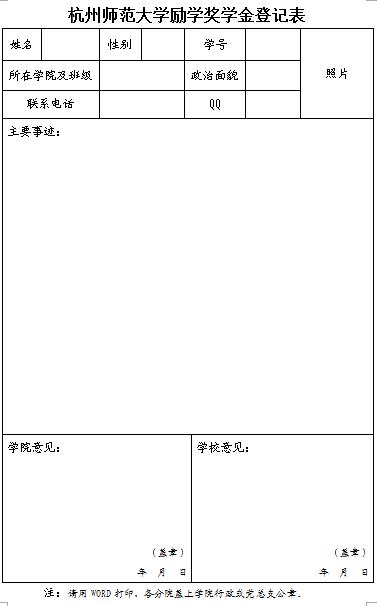 杭州师范大学励学奖学金登记表
姓名 性别 学号 照片
所在学院及班级 政治面貌
联系电话 QQ
主要事迹：
学院意见： 学校意见：
（盖章） （盖章）
年 月 日 年 月 日
注：请用 WORD 打印、各分院盖上学院行政或党总支公章．